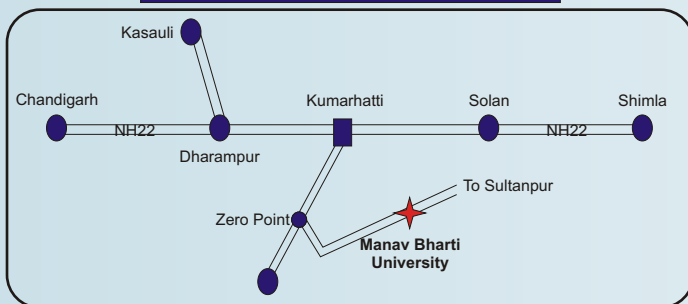 Kasauli
Chandigarh
Kumarhatti
Solan
Shimla
NH22
NH22
Dharampur
To Sultanpur
Zero Point
Manav Bharti
University